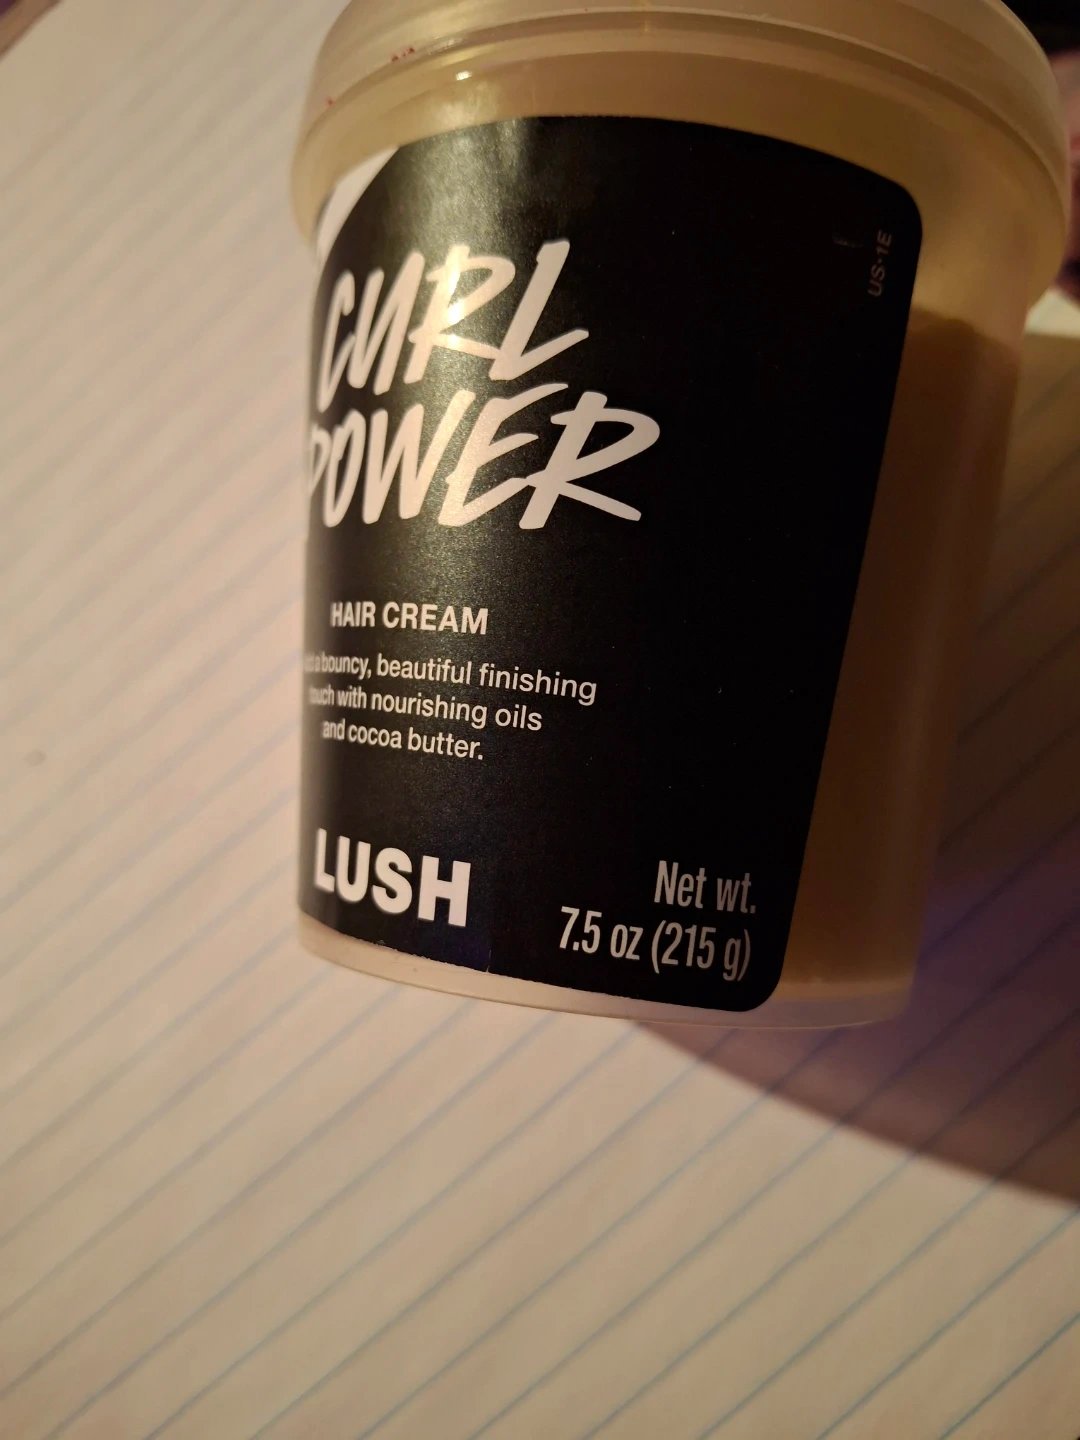 CURL
POWER
HAIR CREAM
a bouncy, beautiful finishing
touch with nourishing oils
and cocoa butter.
LUSH
Net wt.
7.5 oz (215 g)
US-1E